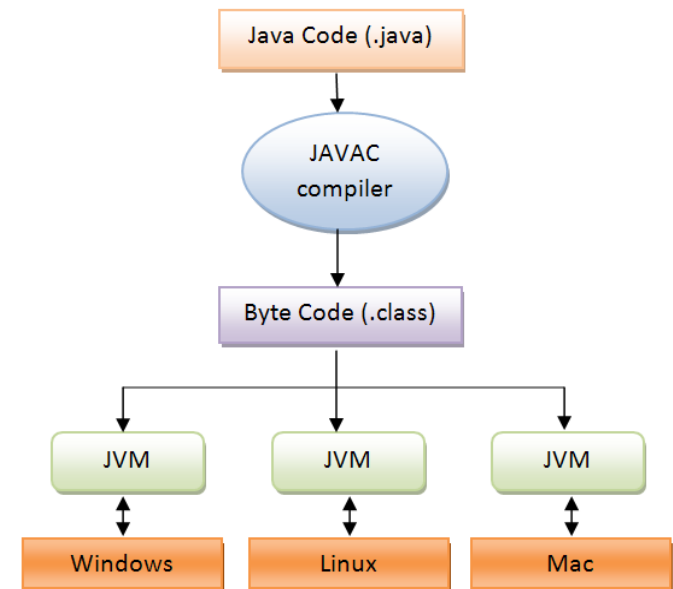 Java Code (.java)
JAVAC
compiler
Byte Code (.class)
JVM
JVM
JVM
Windows
Linux
Mac